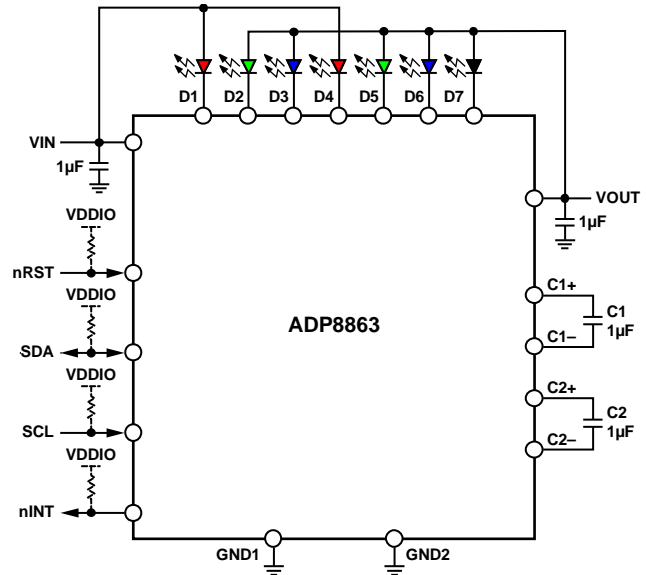 D1 D2 D3 D4 D5 D6 D7
VIN
1µF
VDDIO
nRST
VDDIO
SDA
VDDIO
SCL
VDDIO
nINT
ADP8863
VOUT
1µF
C1+
C1
1µF
C1–
C2+
C2
1µF
C2–
GND1
GND2